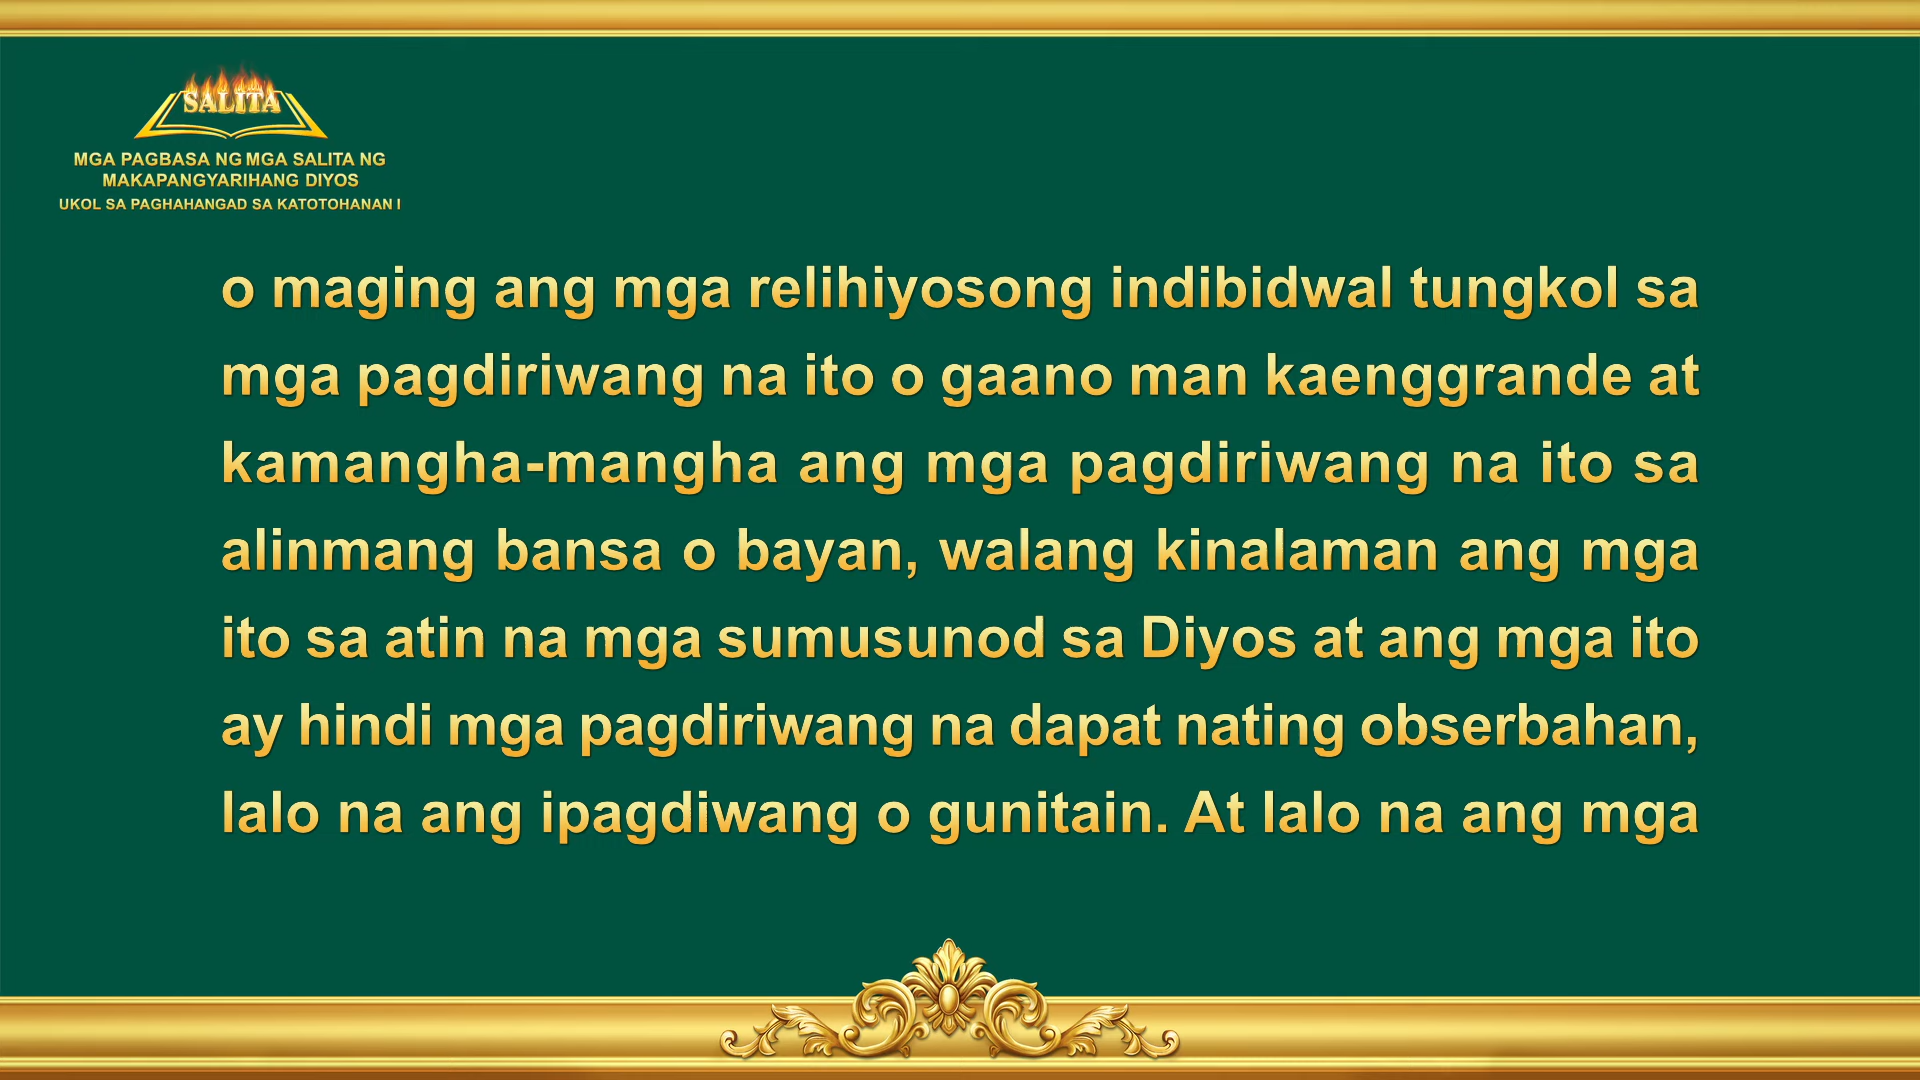 SALITA
MGA PAGBASA NG MGA SALITA NG
MAKAPANGYARIHANG DIYOS
UKOL SA PAGHAHANGAD SA KATOTOHANAN I
o maging ang mga relihiyosong indibidwal tungkol sa
mga pagdiriwang na ito o gaano man kaenggrande at
kamangha-mangha ang mga pagdiriwang na ito sa
alinmang bansa o bayan, walang kinalaman ang mga
ito sa atin na mga sumusunod sa Diyos at ang mga ito
ay hindi mga pagdiriwang na dapat nating obserbahan,
lalo na ang ipagdiwang o gunitain. At lalo na ang mga